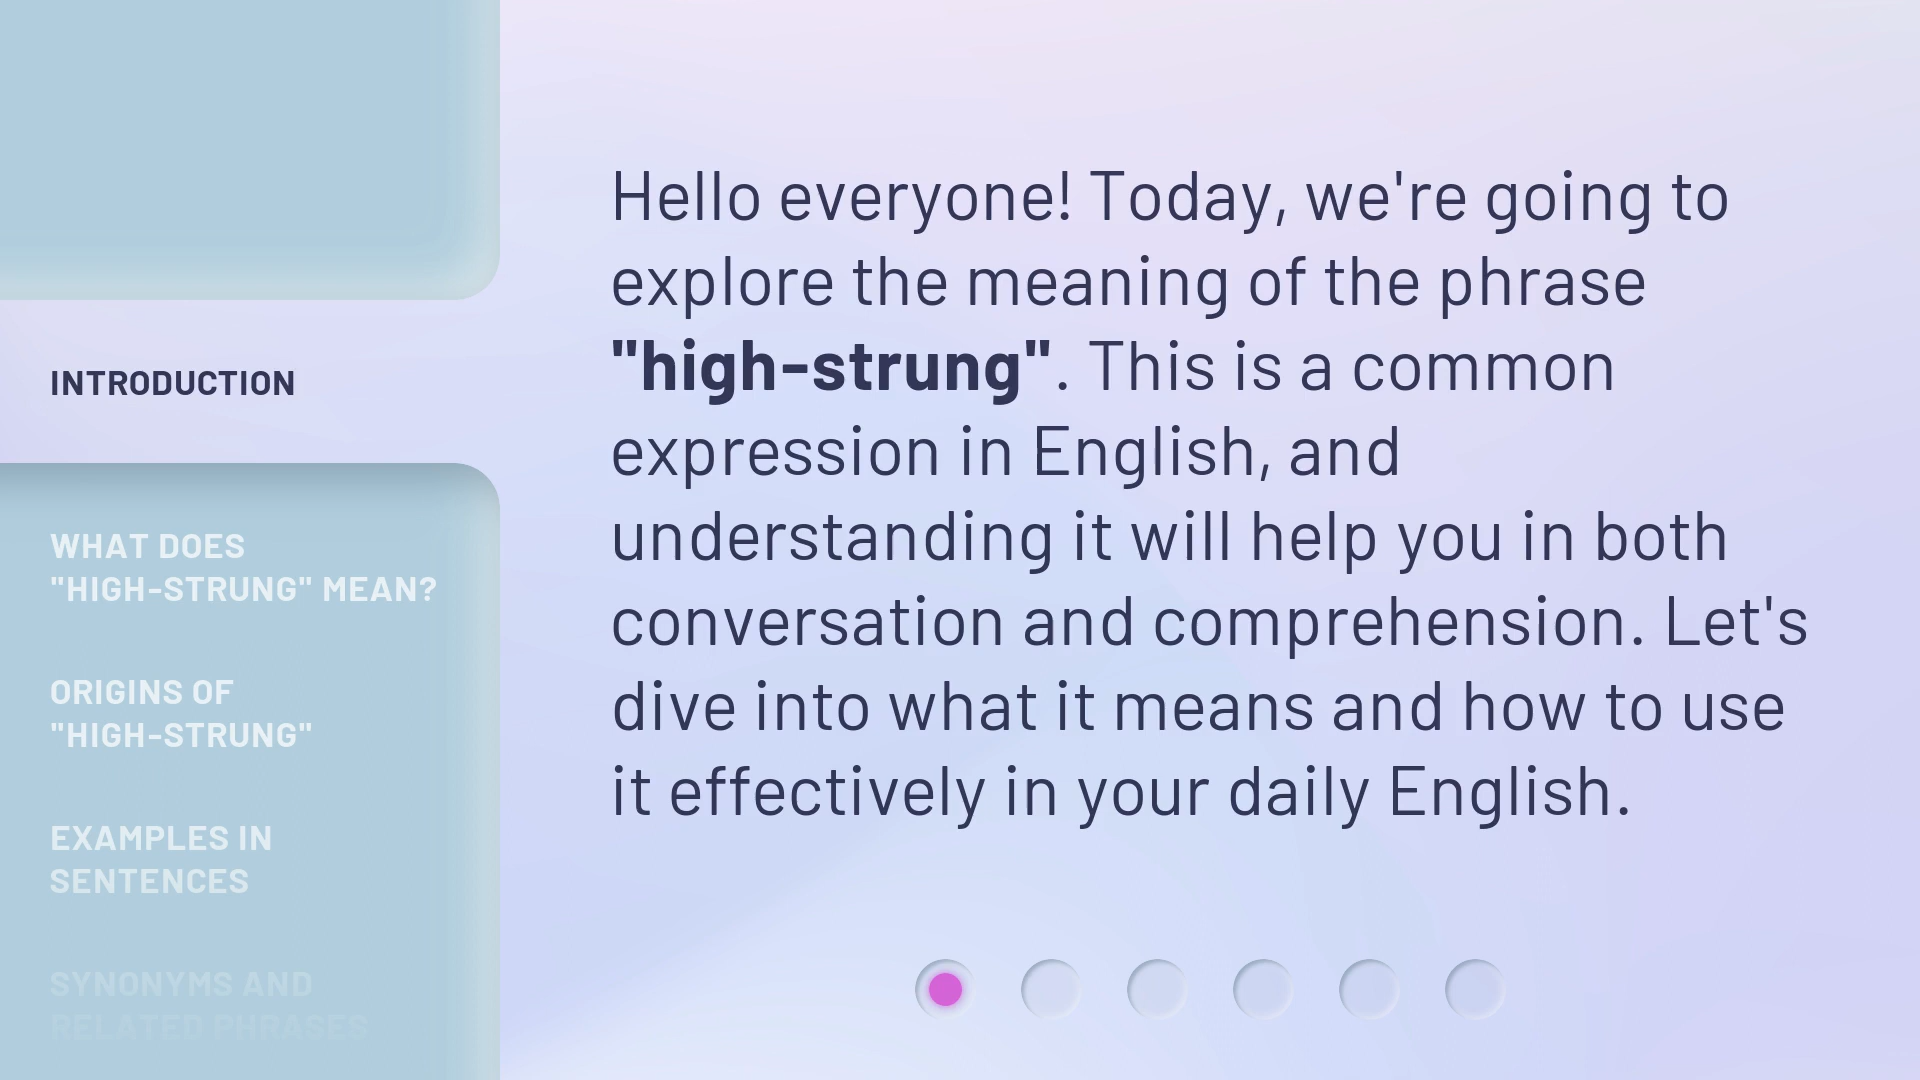 INTRODUCTION
WHAT DOES
"HIGH-STRUNG" MEAN?
ORIGINS OF
"HIGH-STRUNG"
EXAMPLES IN
SENTENCES
SYNONYMS AND
RELATED PHRASES
Hello everyone! Today, we're going to
explore the meaning of the phrase
"high-strung". This is a common
expression in English, and
understanding it will help you in both
conversation and comprehension. Let's
dive into what it means and how to use
it effectively in your daily English.